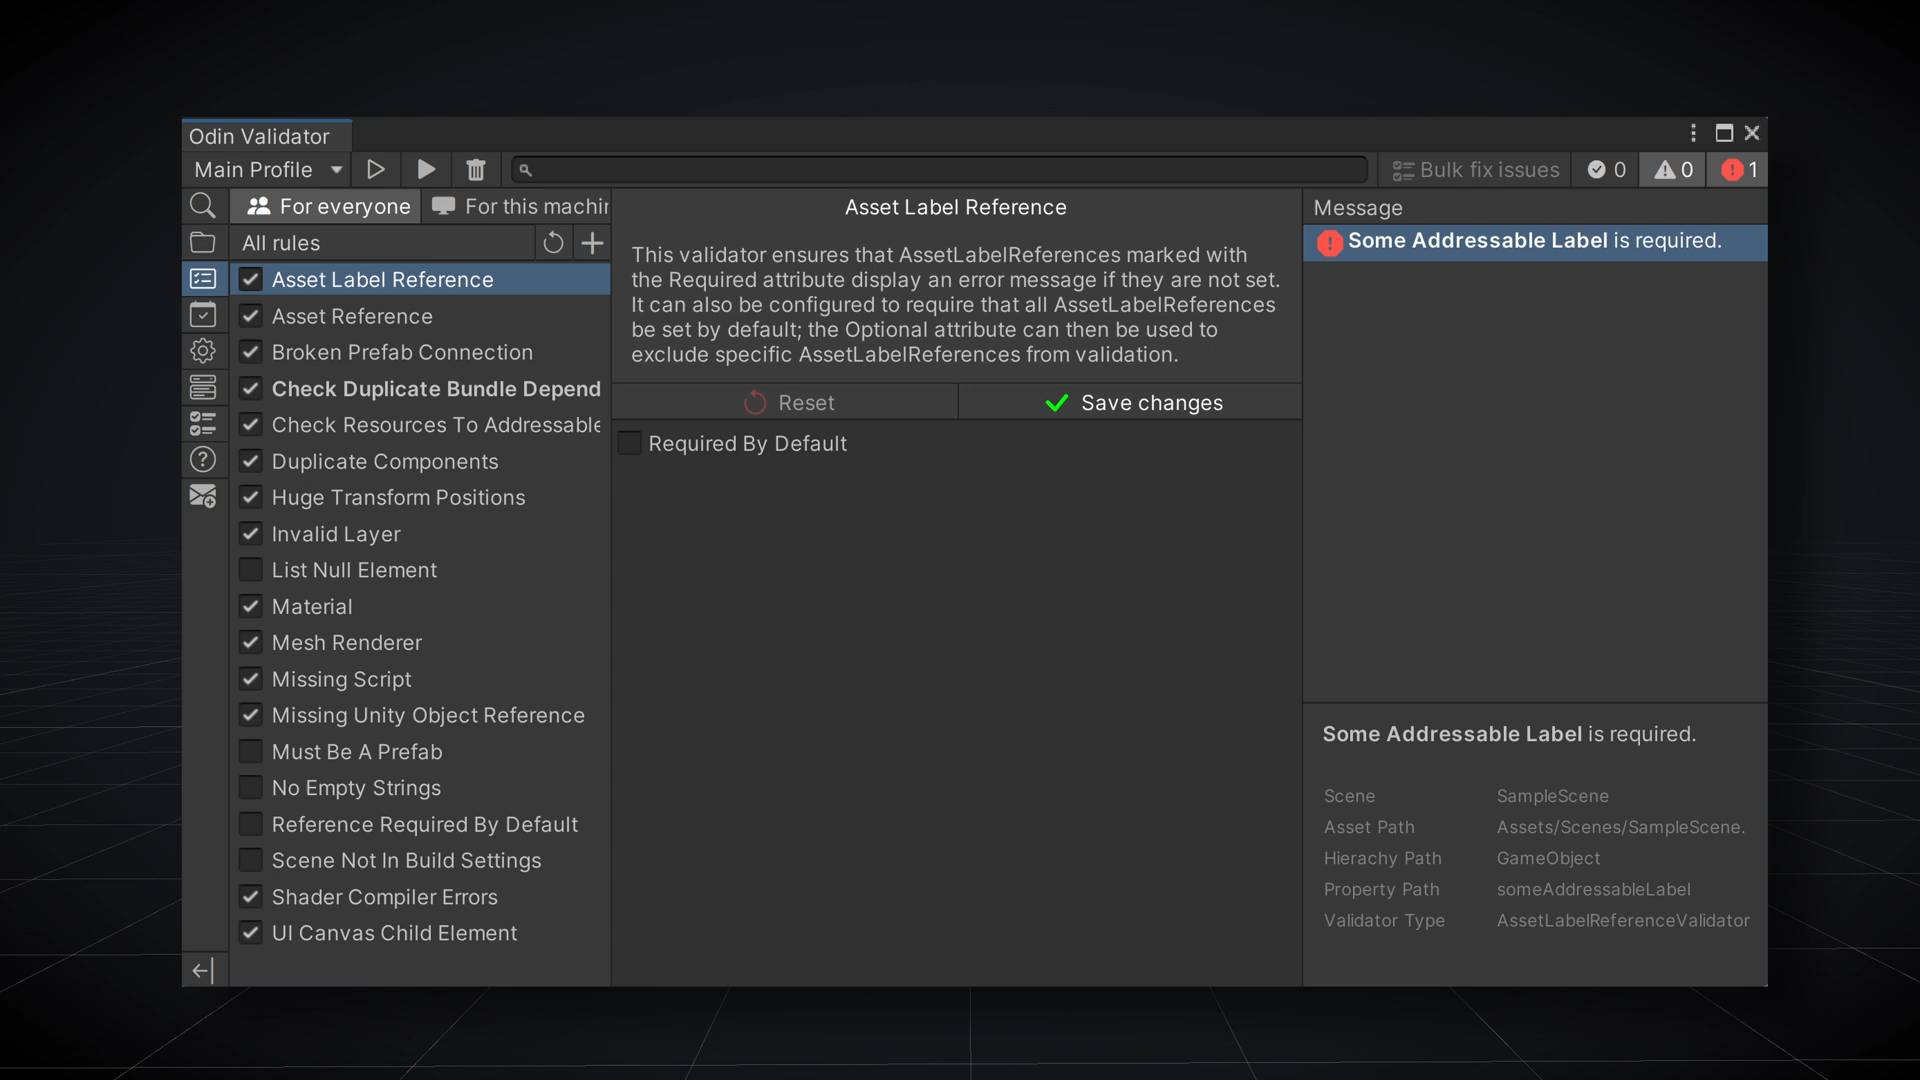 Odin Validator
Main Profile
Bulk fix issues
0
0
1
For everyone
For this machin
All rules
Asset Label Reference
Asset Reference
Broken Prefab Connection
Check Duplicate Bundle Depend
Check Resources To Addressable
Duplicate Components
Huge Transform Positions
Invalid Layer
List Null Element
Material
Mesh Renderer
Missing Script
Missing Unity Object Reference
Must Be A Prefab
No Empty Strings
Reference Required By Default
Scene Not In Build Settings
Shader Compiler Errors
UI Canvas Child Element
Asset Label Reference
This validator ensures that AssetLabelReferences marked with
the Required attribute display an error message if they are not set.
It can also be configured to require that all AssetLabelReferences
be set by default; the Optional attribute can then be used to
exclude specific AssetLabelReferences from validation.
Reset
Save changes
Required By Default
Message
Some Addressable Label is required.
Some Addressable Label is required.
Scene SampleScene
Asset Path Assets/Scenes/SampleScene.
Hierachy Path GameObject
Property Path someAddressableLabel
Validator Type AssetLabelReferenceValidator